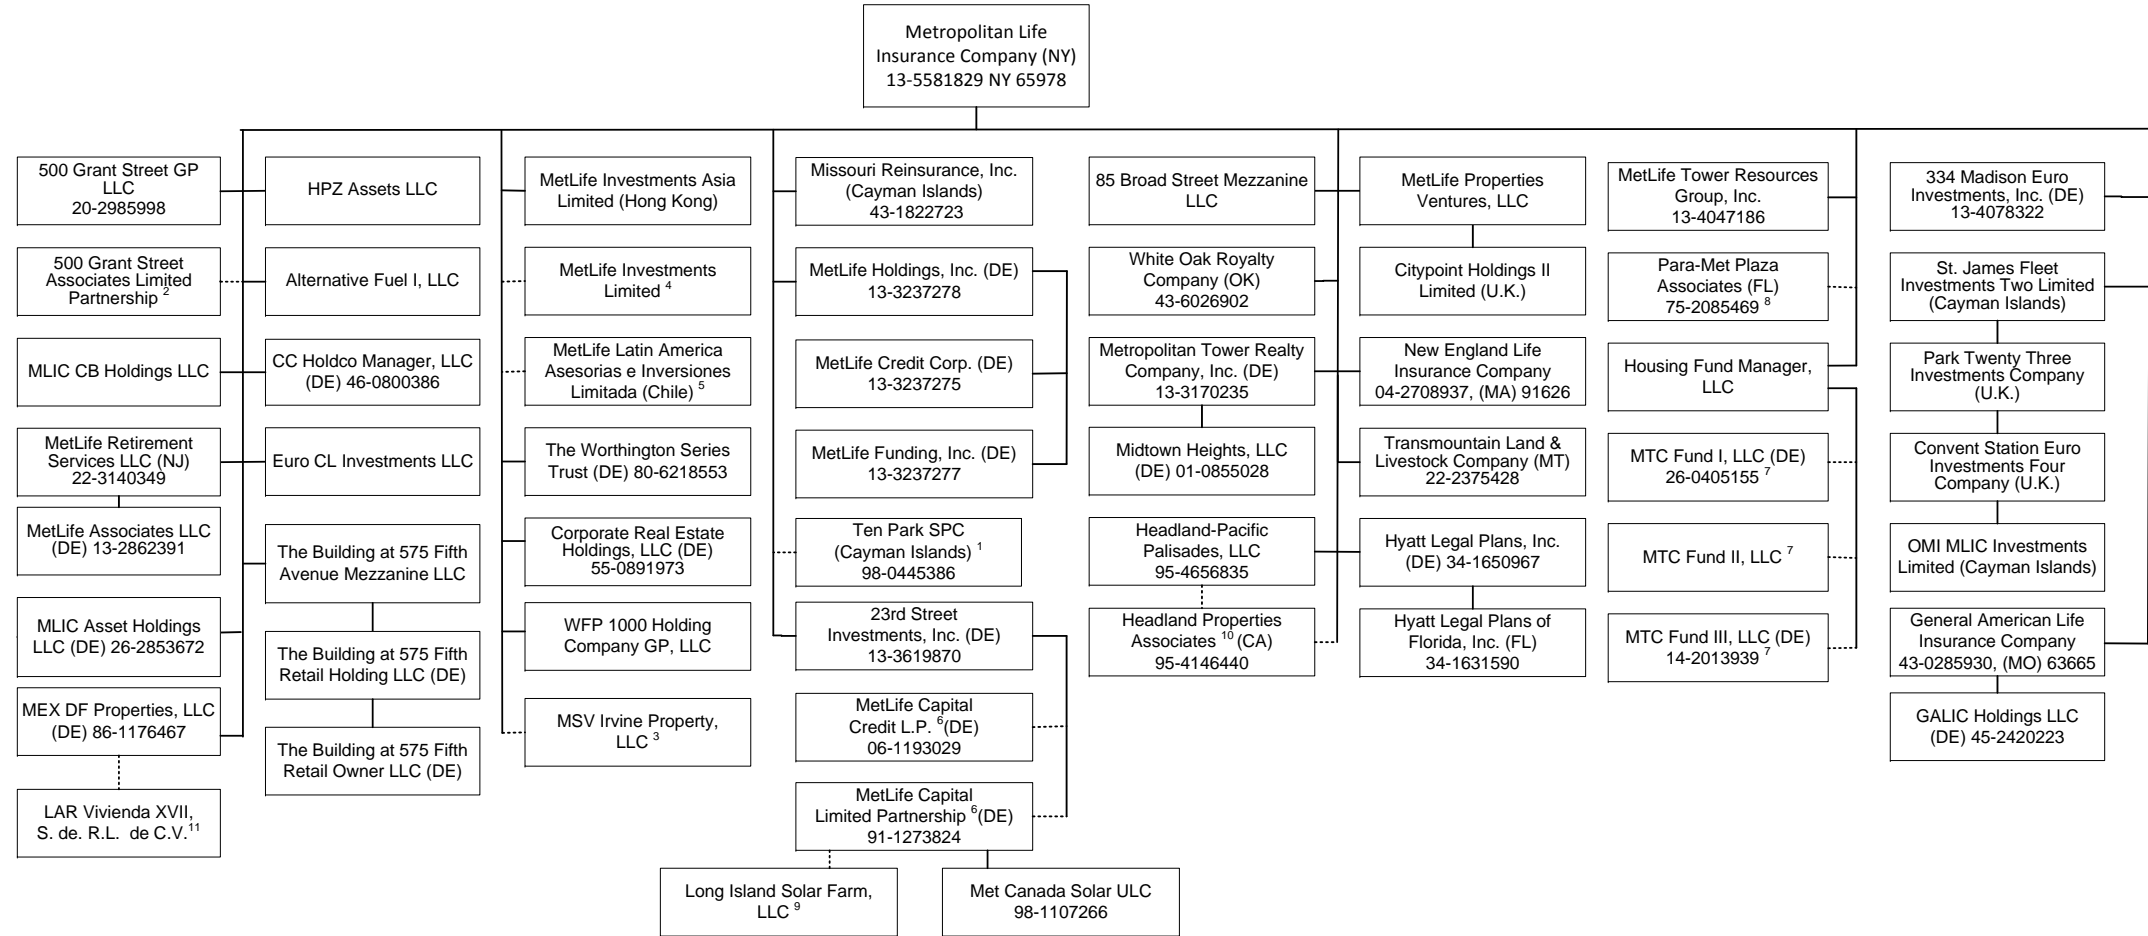 Metropolitan Life
Insurance Company (NY)
13-5581829 NY 65978
500 Grant Street GP
LLC
20-2985998
500 Grant Street
Associates Limited
Partnership 2
MLIC CB Holdings LLC
MetLife Retirement
Services LLC (NJ)
22-3140349
MetLife Associates LLC
(DE) 13-2862391
MLIC Asset Holdings
LLC (DE) 26-2853672
MEX DF Properties, LLC
(DE) 86-1176467
LAR Vivienda XVII,
S. de. R.L. de C.V.11
HPZ Assets LLC
Alternative Fuel I, LLC
CC Holdco Manager, LLC
(DE) 46-0800386
Euro CL Investments LLC
The Building at 575 Fifth
Avenue Mezzanine LLC
The Building at 575 Fifth
Retail Holding LLC (DE)
The Building at 575 Fifth
Retail Owner LLC (DE)
MetLife Investments Asia
Limited (Hong Kong)
MetLife Investments
Limited 4
MetLife Latin America
Asesorias e Inversiones
Limitada (Chile) 5
The Worthington Series
Trust (DE) 80-6218553
Corporate Real Estate
Holdings, LLC (DE)
55-0891973
WFP 1000 Holding
Company GP, LLC
MSV Irvine Property,
LLC 3
Missouri Reinsurance, Inc.
(Cayman Islands)
43-1822723
MetLife Holdings, Inc. (DE)
13-3237278
MetLife Credit Corp. (DE)
13-3237275
MetLife Funding, Inc. (DE)
13-3237277
Ten Park SPC
(Cayman Islands) 1
98-0445386
23rd Street
Investments, Inc. (DE)
13-3619870
MetLife Capital
Credit L.P. 6 (DE)
06-1193029
MetLife Capital
Limited Partnership 6 (DE)
91-1273824
Long Island Solar Farm,
LLC 9
Met Canada Solar ULC
98-1107266
85 Broad Street Mezzanine
LLC
White Oak Royalty
Company (OK)
43-6026902
Metropolitan Tower Realty
Company, Inc. (DE)
13-3170235
Midtown Heights, LLC
(DE) 01-0855028
Headland-Pacific
Palisades, LLC
95-4656835
Headland Properties
Associates 10 (CA)
95-4146440
MetLife Properties
Ventures, LLC
Citypoint Holdings II
Limited (U.K.)
New England Life
Insurance Company
04-2708937, (MA) 91626
Transmountain Land &
Livestock Company (MT)
22-2375428
Hyatt Legal Plans, Inc.
(DE) 34-1650967
Hyatt Legal Plans of
Florida, Inc. (FL)
34-1631590
MetLife Tower Resources
Group, Inc.
13-4047186
Para-Met Plaza
Associates (FL)
75-2085469 8
Housing Fund Manager,
LLC
MTC Fund I, LLC (DE)
26-0405155 7
MTC Fund II, LLC 7
MTC Fund III, LLC (DE)
14-2013939 7
334 Madison Euro
Investments, Inc. (DE)
13-4078322
St. James Fleet
Investments Two Limited
(Cayman Islands)
Park Twenty Three
Investments Company
(U.K.)
Convent Station Euro
Investments Four
Company (U.K.)
OMI MLIC Investments
Limited (Cayman Islands)
General American Life
Insurance Company
43-0285930, (MO) 63665
GALIC Holdings LLC
(DE) 45-2420223